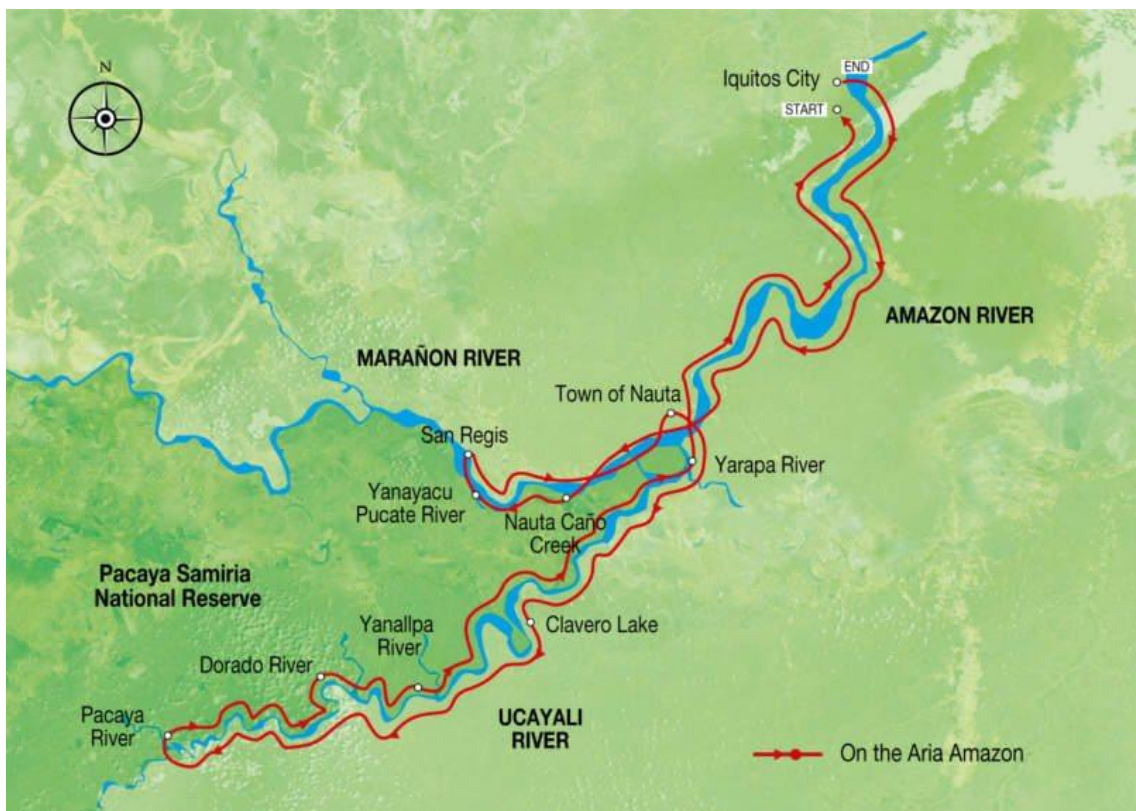 N
END
Iquitos City
START
AMAZON RIVER
MARAÑON RIVER
Town of Nauta
San Regis
Yarapa River
Yanayacu
Pucate River
Nauta Caño
Creek
Pacaya Samiria
National Reserve
Yanallpa
River
Clavero Lake
Dorado River
Pacaya
River
UCAYALI
RIVER
On the Aria Amazon